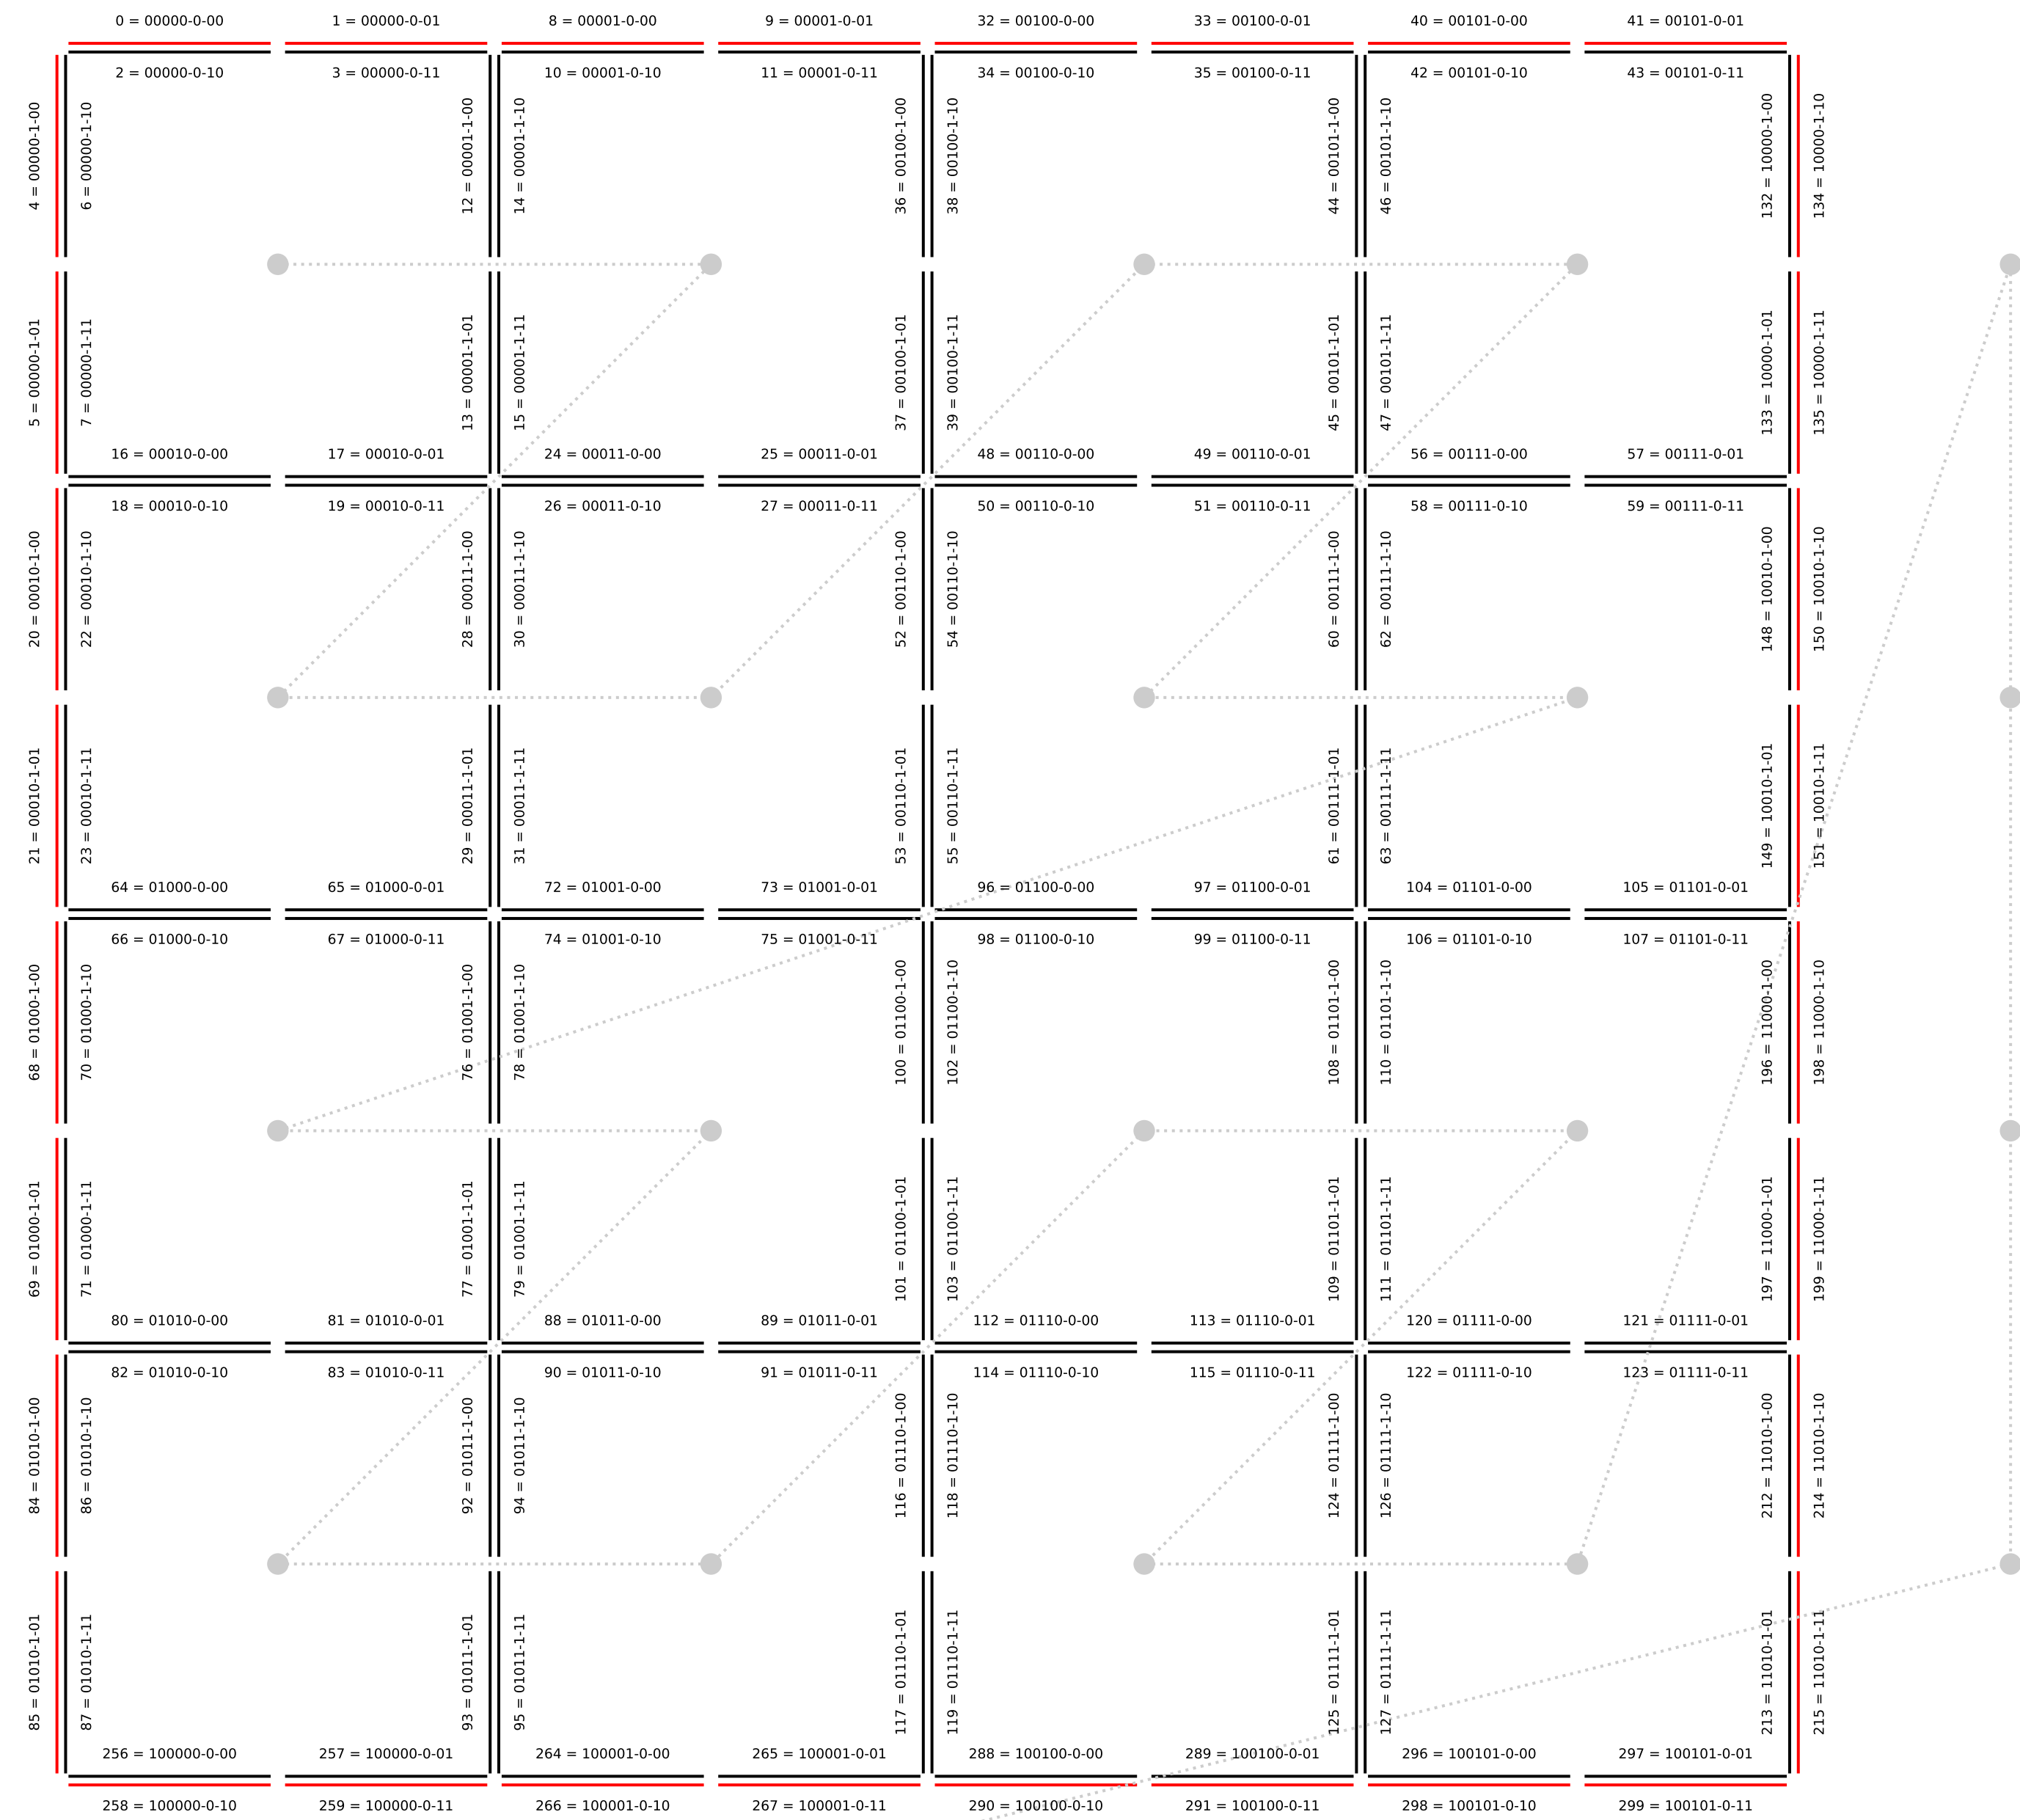 0 = 00000-0-00
1 = 00000-0-01
8 = 00001-0-00
9 = 00001-0-01
32 = 00100-0-00
33 = 00100-0-01
40 = 00101-0-00
41 = 00101-0-01
2 = 00000-0-10
3 = 00000-0-11
10 = 00001-0-10
11 = 00001-0-11
34 = 00100-0-10
35 = 00100-0-11
42 = 00101-0-10
43 = 00101-0-11
4 = 00000-1-00
6 = 00000-1-10
12 = 00001-1-00
14 = 00001-1-10
36 = 00100-1-00
38 = 00100-1-10
44 = 00101-1-00
46 = 00101-1-10
132 = 10000-1-00
134 = 10000-1-10
5 = 00000-1-01
7 = 00000-1-11
13 = 00001-1-01
15 = 00001-1-11
37 = 00100-1-01
39 = 00100-1-11
45 = 00101-1-01
47 = 00101-1-11
133 = 10000-1-01
135 = 10000-1-11
16 = 00010-0-00
17 = 00010-0-01
24 = 00011-0-00
25 = 00011-0-01
48 = 00110-0-00
49 = 00110-0-01
56 = 00111-0-00
57 = 00111-0-01
18 = 00010-0-10
19 = 00010-0-11
26 = 00011-0-10
27 = 00011-0-11
50 = 00110-0-10
51 = 00110-0-11
58 = 00111-0-10
59 = 00111-0-11
20 = 00010-1-00
22 = 00010-1-10
28 = 00011-1-00
30 = 00011-1-10
52 = 00110-1-00
54 = 00110-1-10
60 = 00111-1-00
62 = 00111-1-10
148 = 10010-1-00
150 = 10010-1-10
21 = 00010-1-01
23 = 00010-1-11
29 = 00011-1-01
31 = 00011-1-11
53 = 00110-1-01
55 = 00110-1-11
61 = 00111-1-01
63 = 00111-1-11
149 = 10010-1-01
151 = 10010-1-11
64 = 01000-0-00
65 = 01000-0-01
72 = 01001-0-00
73 = 01001-0-01
96 = 01100-0-00
97 = 01100-0-01
104 = 01101-0-00
105 = 01101-0-01
66 = 01000-0-10
67 = 01000-0-11
74 = 01001-0-10
75 = 01001-0-11
98 = 01100-0-10
99 = 01100-0-11
106 = 01101-0-10
107 = 01101-0-11
68 = 01000-1-00
70 = 01000-1-10
76 = 01001-1-00
78 = 01001-1-10
100 = 01100-1-00
102 = 01100-1-10
108 = 01101-1-00
110 = 01101-1-10
196 = 11000-1-00
198 = 11000-1-10
69 = 01000-1-01
71 = 01000-1-11
77 = 01001-1-01
79 = 01001-1-11
101 = 01100-1-01
103 = 01100-1-11
109 = 01101-1-01
111 = 01101-1-11
197 = 11000-1-01
199 = 11000-1-11
80 = 01010-0-00
81 = 01010-0-01
88 = 01011-0-00
89 = 01011-0-01
112 = 01110-0-00
113 = 01110-0-01
120 = 01111-0-00
121 = 01111-0-01
82 = 01010-0-10
83 = 01010-0-11
90 = 01011-0-10
91 = 01011-0-11
114 = 01110-0-10
115 = 01110-0-11
122 = 01111-0-10
123 = 01111-0-11
84 = 01010-1-00
86 = 01010-1-10
92 = 01011-1-00
94 = 01011-1-10
116 = 01110-1-00
118 = 01110-1-10
124 = 01111-1-00
126 = 01111-1-10
212 = 11010-1-00
214 = 11010-1-10
85 = 01010-1-01
87 = 01010-1-11
93 = 01011-1-01
95 = 01011-1-11
117 = 01110-1-01
119 = 01110-1-11
125 = 01111-1-01
127 = 01111-1-11
213 = 11010-1-01
215 = 11010-1-11
256 = 100000-0-00
257 = 100000-0-01
264 = 100001-0-00
265 = 100001-0-01
288 = 100100-0-00
289 = 100100-0-01
296 = 100101-0-00
297 = 100101-0-01
258 = 100000-0-10
259 = 100000-0-11
266 = 100001-0-10
267 = 100001-0-11
290 = 100100-0-10
291 = 100100-0-11
298 = 100101-0-10
299 = 100101-0-11